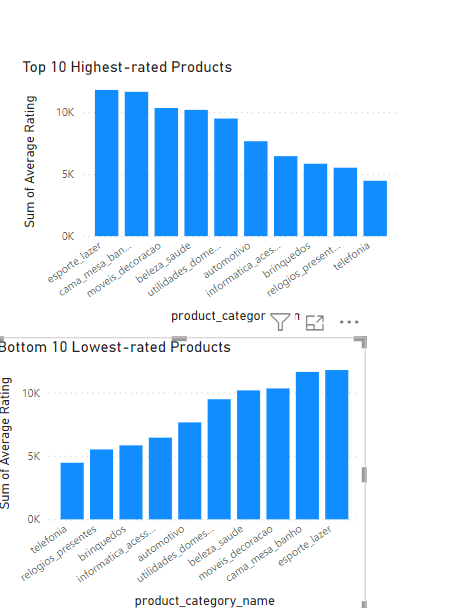 Top 10 Highest-rated Products
Sum of Average Rating
10K
5K
0K
esporte_lazer
cama_mesa_ban...
moveis_decoracao
beleza_saude
utilidades_dome...
automotivo
informatica_aces...
brinquedos
relogios_present...
telefonia
product_categor n
Bottom 10 Lowest-rated Products
Sum of Average Rating
10K
5K
0K
telefonia
relogios_presentes
brinquedos
informatica_acess...
automotivo
utilidades_domes...
beleza_saude
moveis_decoracao
cama_mesa_banho
esporte_lazer
product_category_name